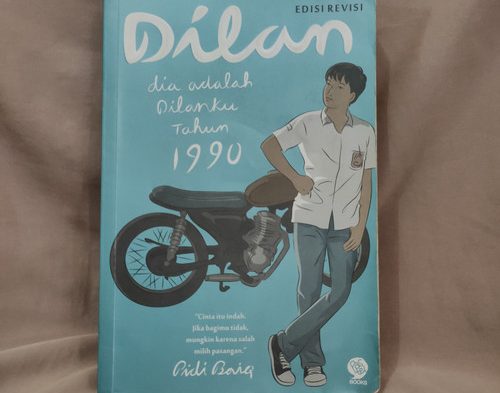 EDISI REVISI
Dilan
dia adalah
Dilanku
Tahun
1990
"Cinta itu indah.
Jika bagimu tidak,
mungkin karena salah
milih pasangan."
Pidi Baiq
BOOKS